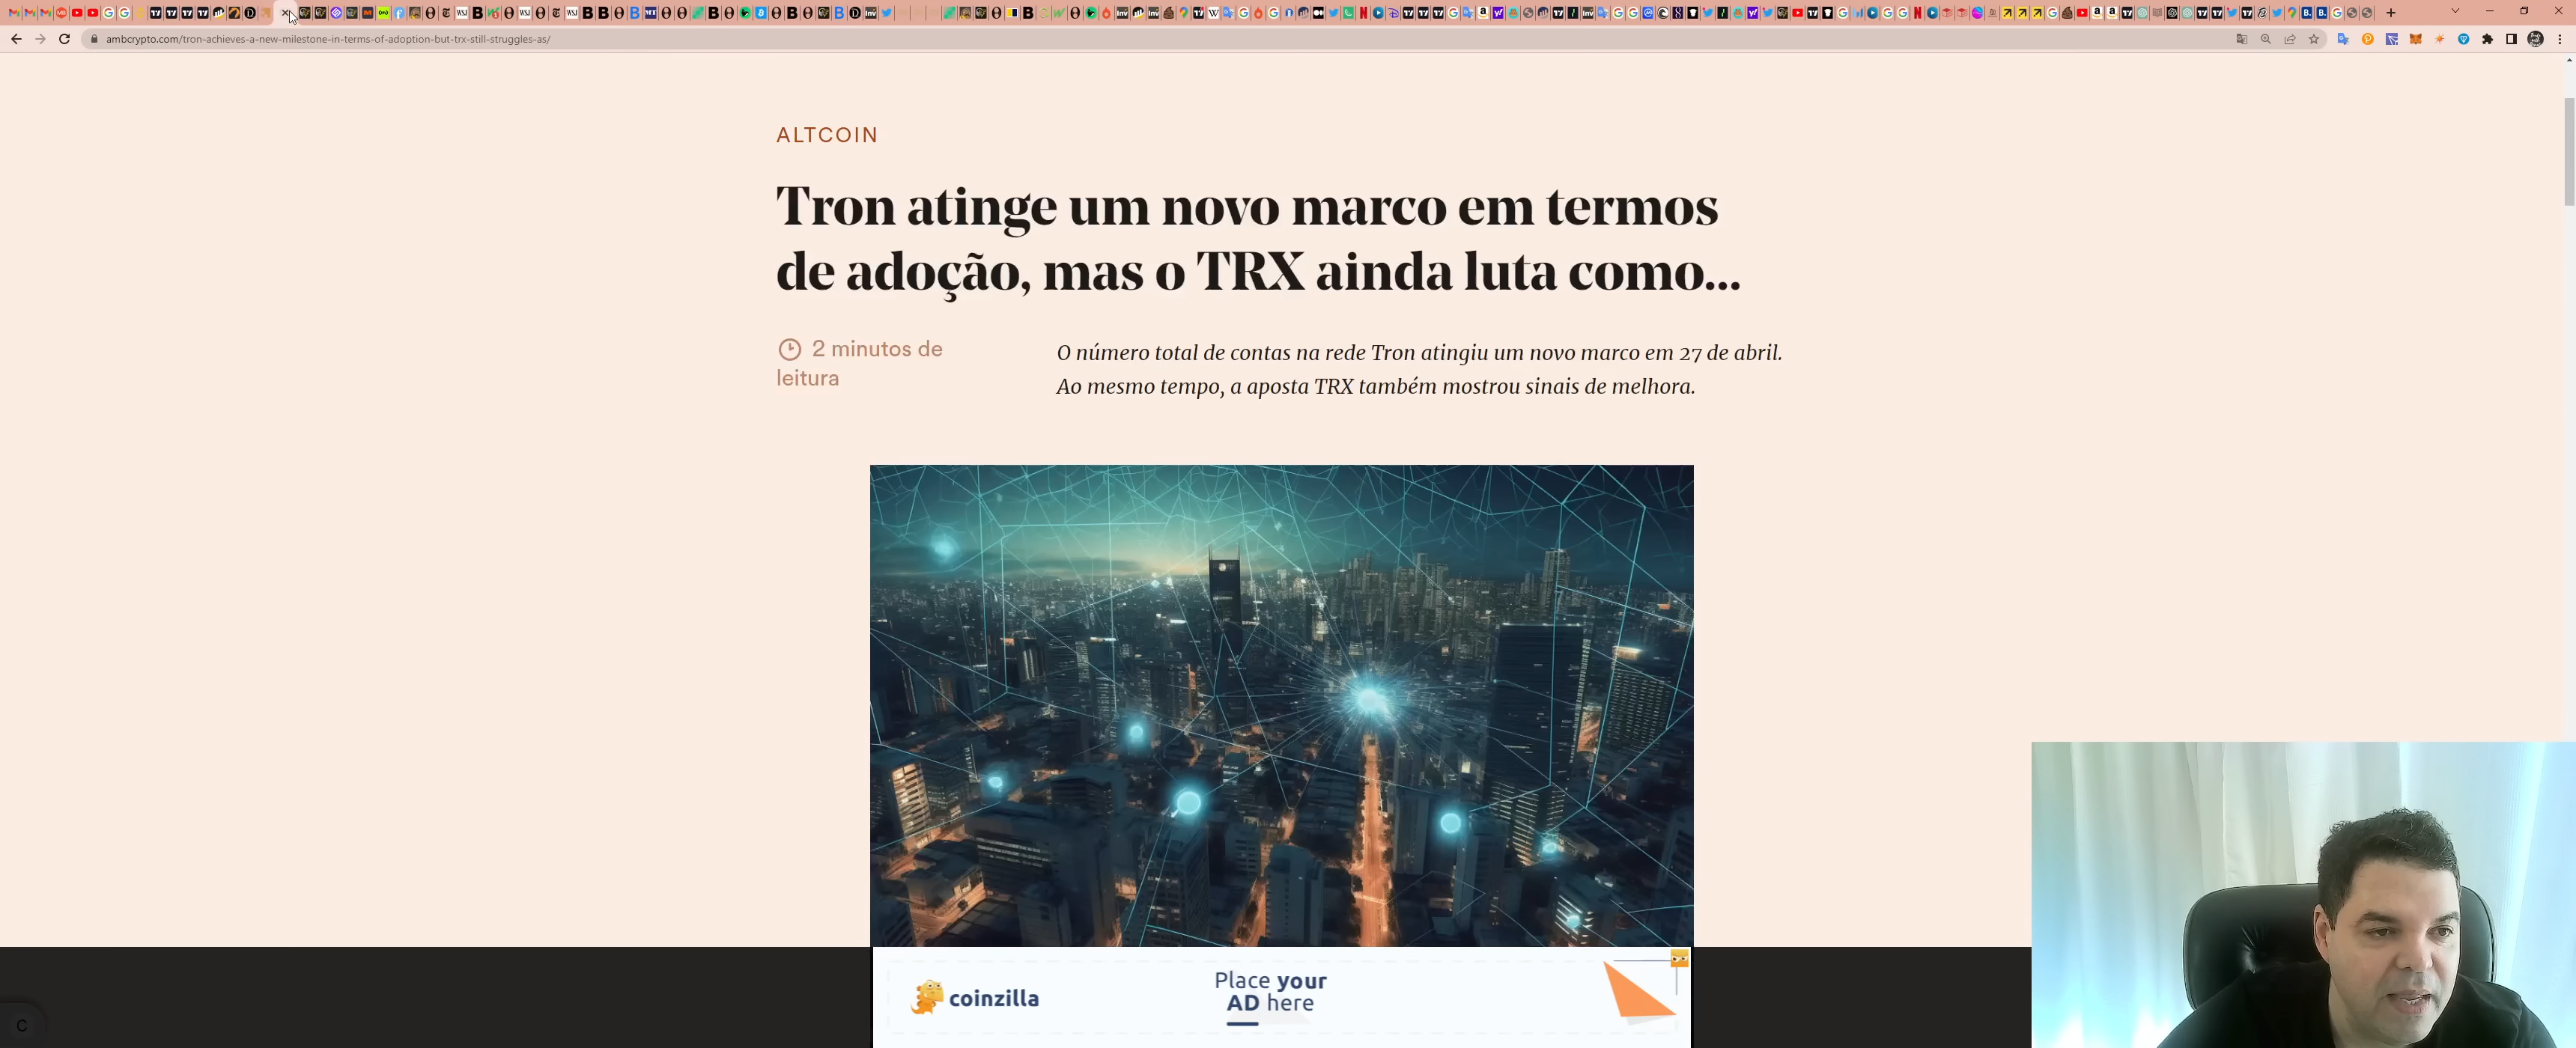 ambcrypto.com/tron-achieves-a-new-milestone-in-terms-of-adoption-but-trx-still-struggles-as/
ALTCOIN
Tron atinge um novo marco em termos
de adoção, mas o TRX ainda luta como...
2 minutos de
leitura
O número total de contas na rede Tron atingiu um novo marco em 27 de abril.
Ao mesmo tempo, a aposta TRX também mostrou sinais de melhora.
coinzilla
Place your
AD here
C